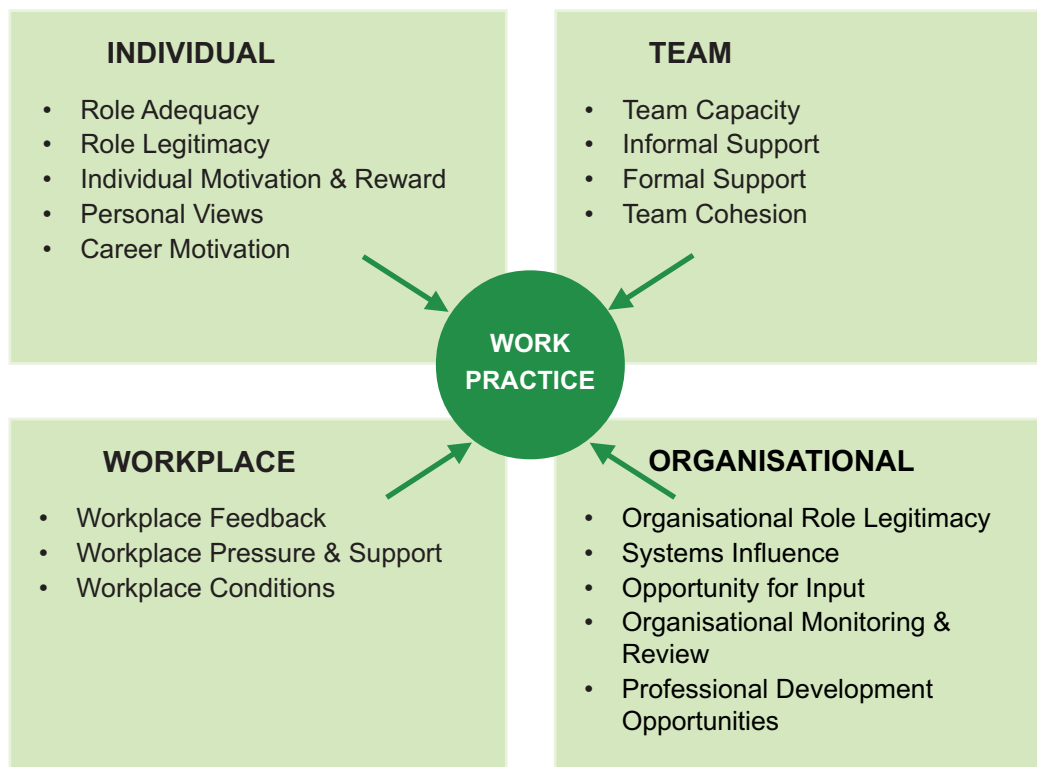 INDIVIDUAL
• Role Adequacy
• Role Legitimacy
• Individual Motivation & Reward
• Personal Views
• Career Motivation
TEAM
• Team Capacity
• Informal Support
• Formal Support
• Team Cohesion
WORK
PRACTICE
WORKPLACE
• Workplace Feedback
• Workplace Pressure & Support
• Workplace Conditions
ORGANISATIONAL
• Organisational Role Legitimacy
• Systems Influence
• Opportunity for Input
• Organisational Monitoring &
Review
• Professional Development
Opportunities